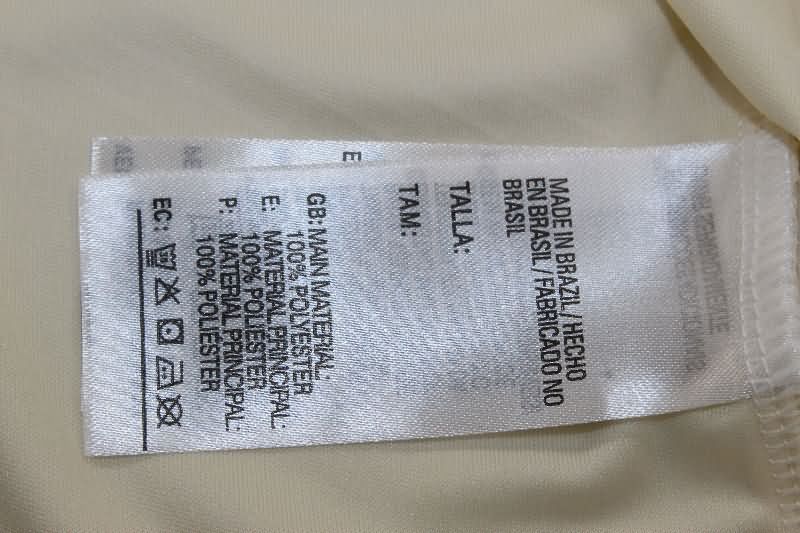 MADE IN BRAZIL / HECHO
EN BRASIL / FABRICADO NO
BRASIL
TALLA:
TAM:
GB: MAIN MATERIAL:
100% POLYESTER
E: MATERIAL PRINCIPAL:
100% POLIESTER
P: MATERIAL PRINCIPAL:
100% POLIÉSTER
EC: